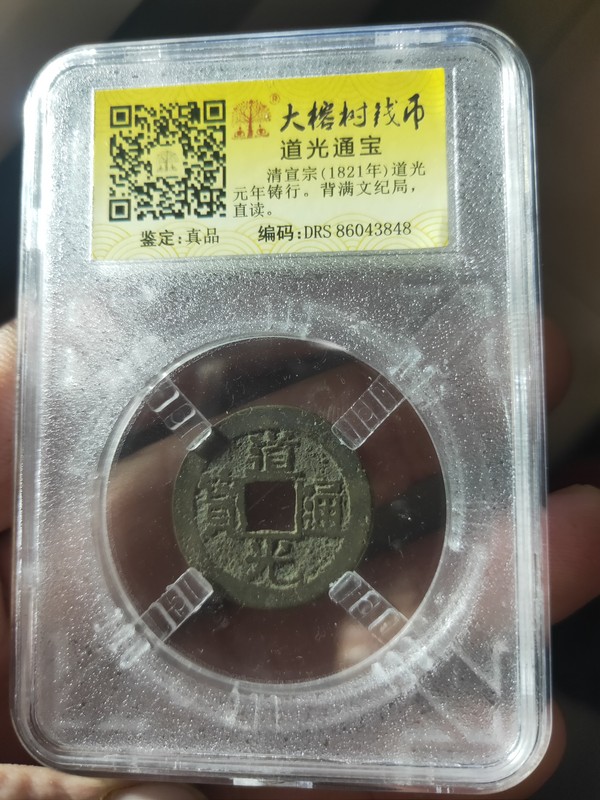 大榕树钱币
道光通宝
清宣宗(1821年)道光
元年铸行。背满文纪局,
直读。
鉴定:真品 编码:DRS 86043848
道光通寳